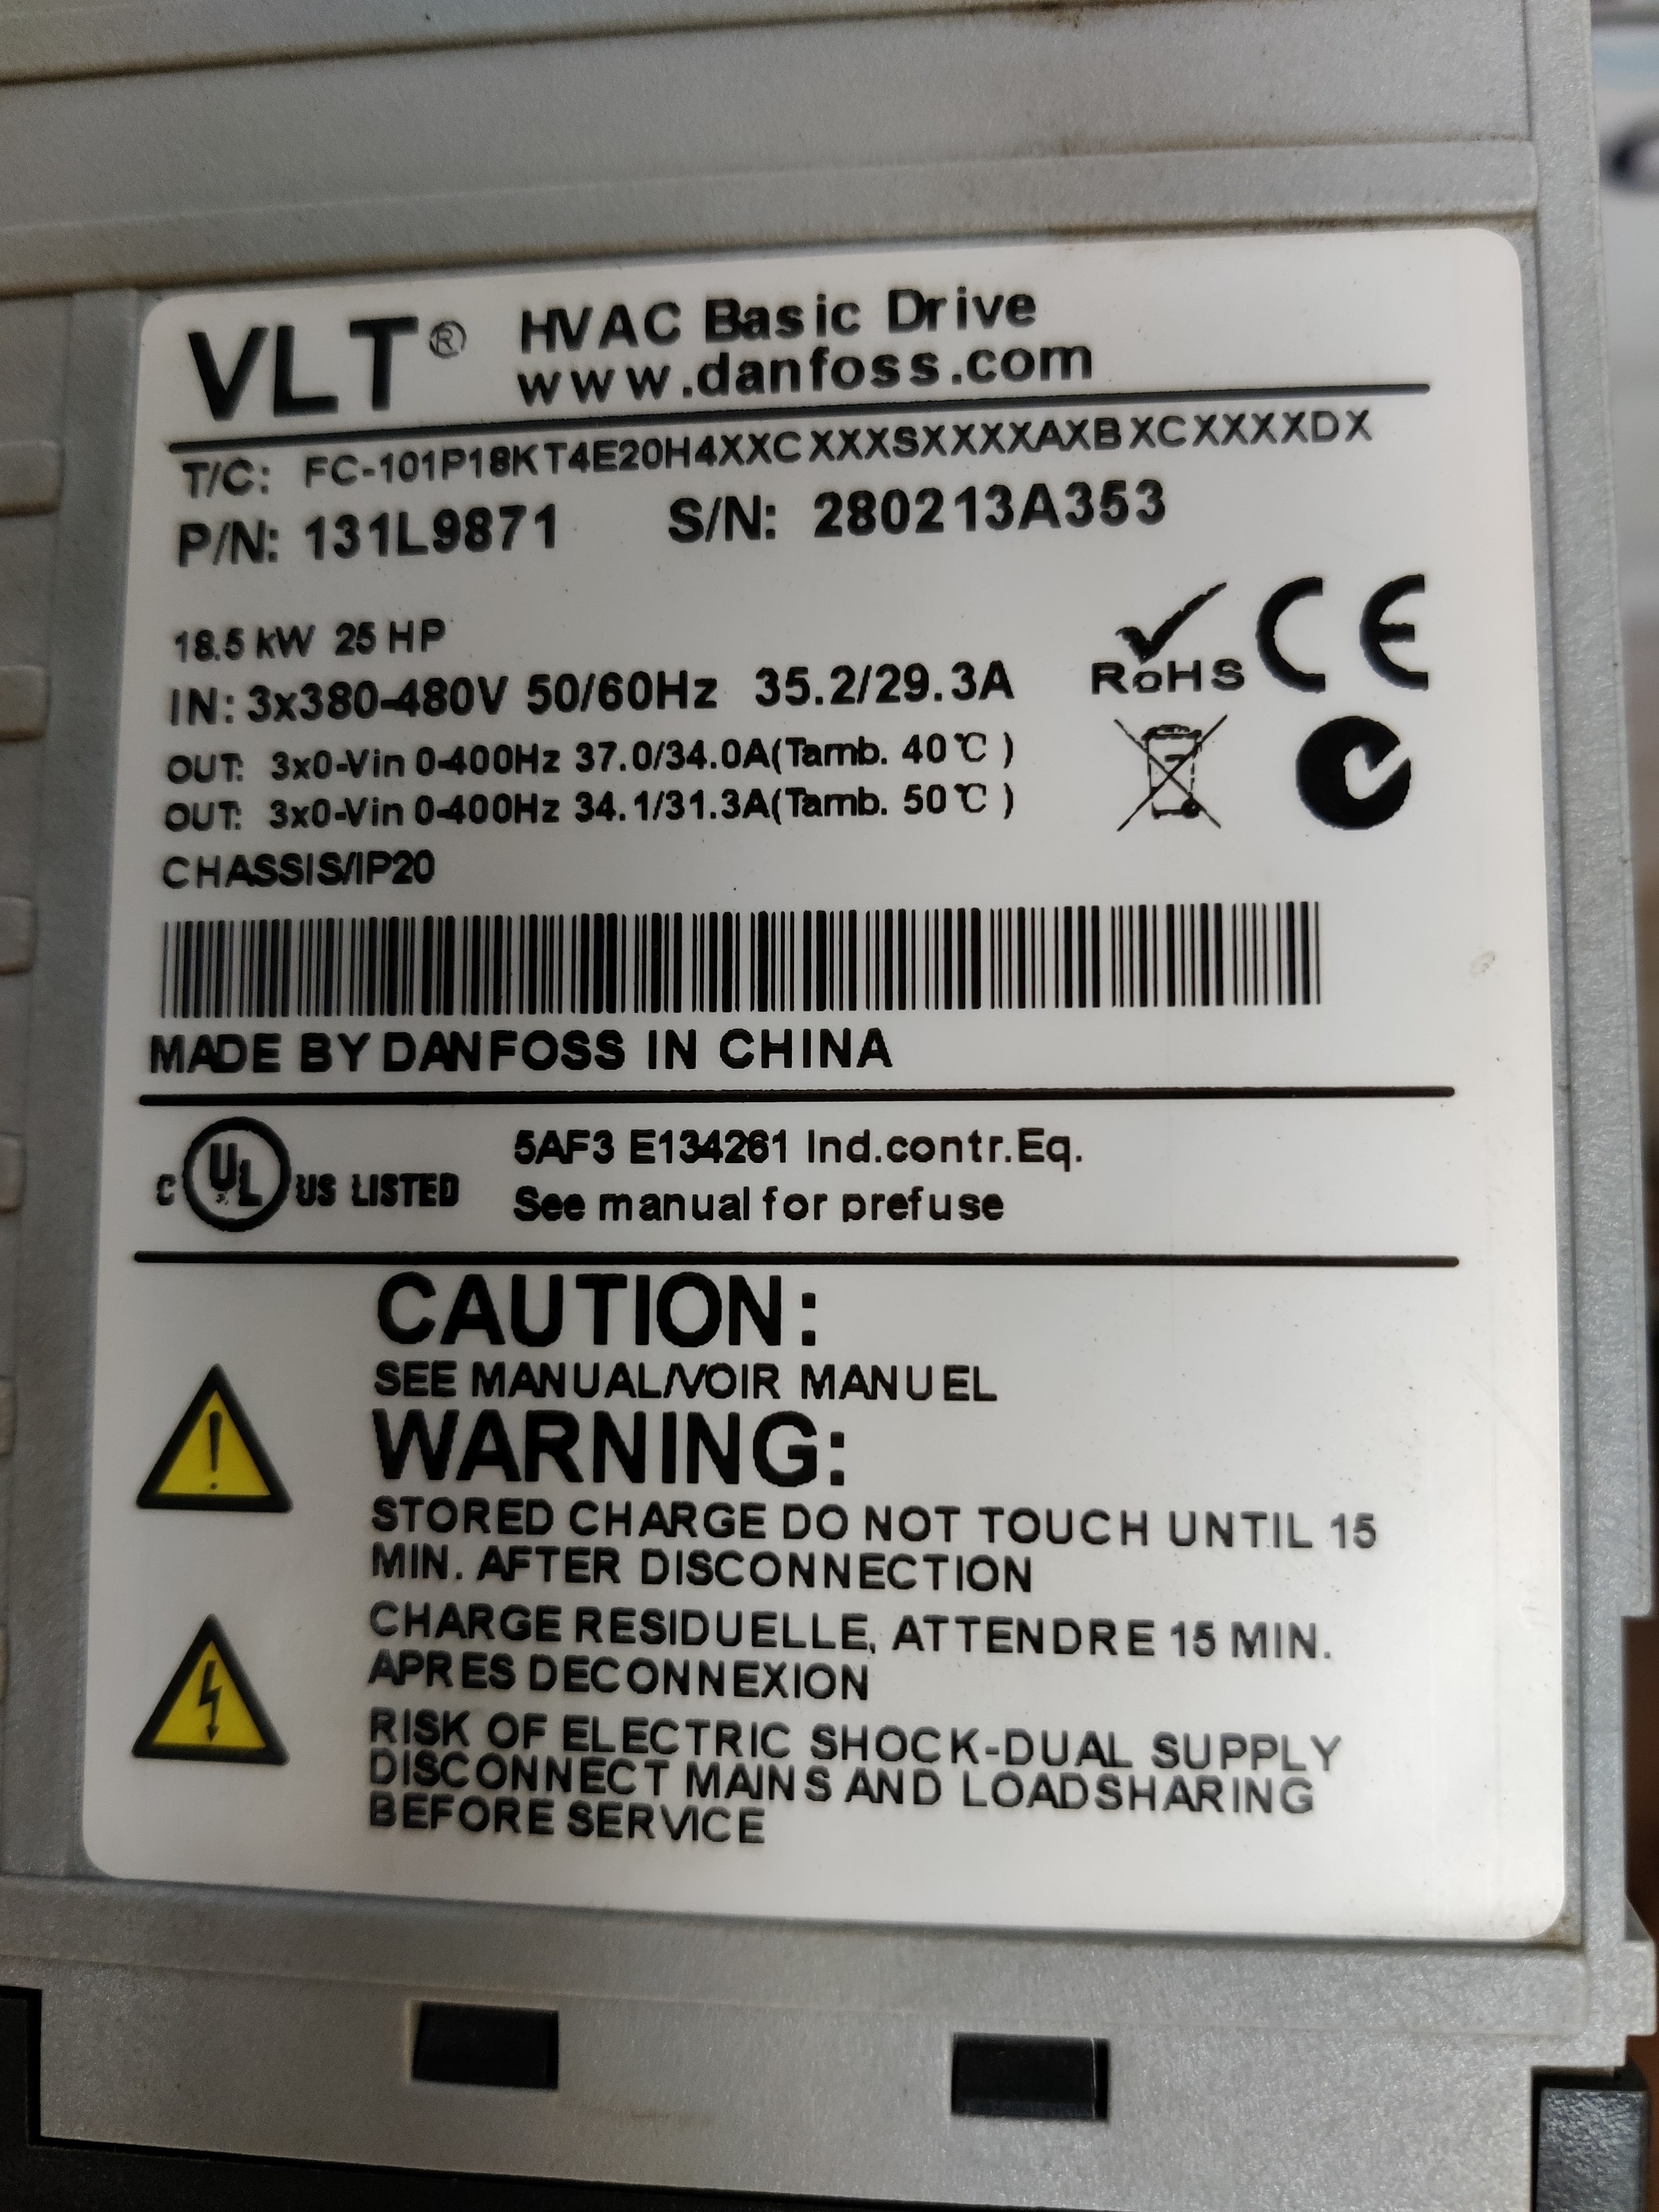 VLT® HVAC Basic Drive
www.danfoss.com
T/C: FC-101P18KT4E20H4XXCXXXSXXXXAXBXCXXXXDX
P/N: 131L9871 S/N: 280213A353
18.5 kW 25 HP
IN: 3x380-480V 50/60Hz 35.2/29.3A
OUT: 3x0-Vin 0-400Hz 37.0/34.0A(Tamb. 40℃ )
OUT: 3x0-Vin 0-400Hz 34.1/31.3A(Tamb. 50℃ )
CHASSIS/IP20
RoHS CE
MADE BY DANFOSS IN CHINA
C UL US LISTED
5AF3 E134261 Ind.contr.Eq.
See manual for prefuse
CAUTION:
SEE MANUAL/VOIR MANUEL
WARNING:
STORED CHARGE DO NOT TOUCH UNTIL 15
MIN. AFTER DISCONNECTION
CHARGE RESIDUELLE, ATTENDRE 15 MIN.
APRES DECONNEXION
RISK OF ELECTRIC SHOCK-DUAL SUPPLY
DISCONNECT MAINS AND LOADSHARING
BEFORE SERVICE